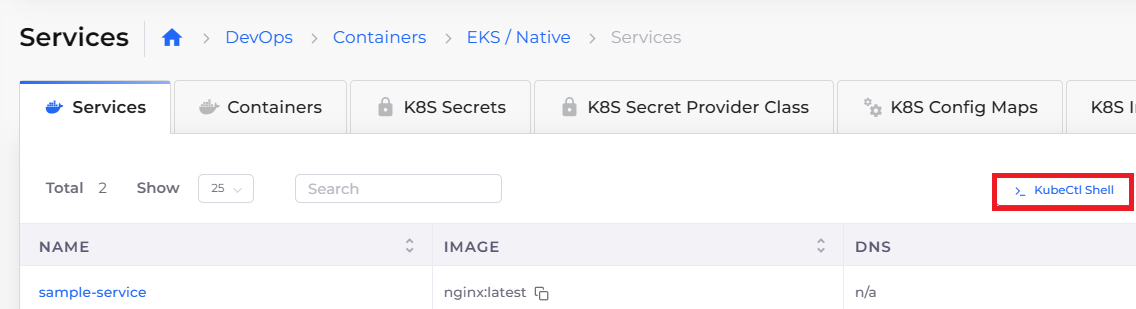 Services DevOps Containers EKS / Native Services
Services Containers K8S Secrets K8S Secret Provider Class K8S Config Maps K8S
Total 2 Show 25 Search KubeCtl Shell
NAME IMAGE DNS
sample-service nginx:latest n/a